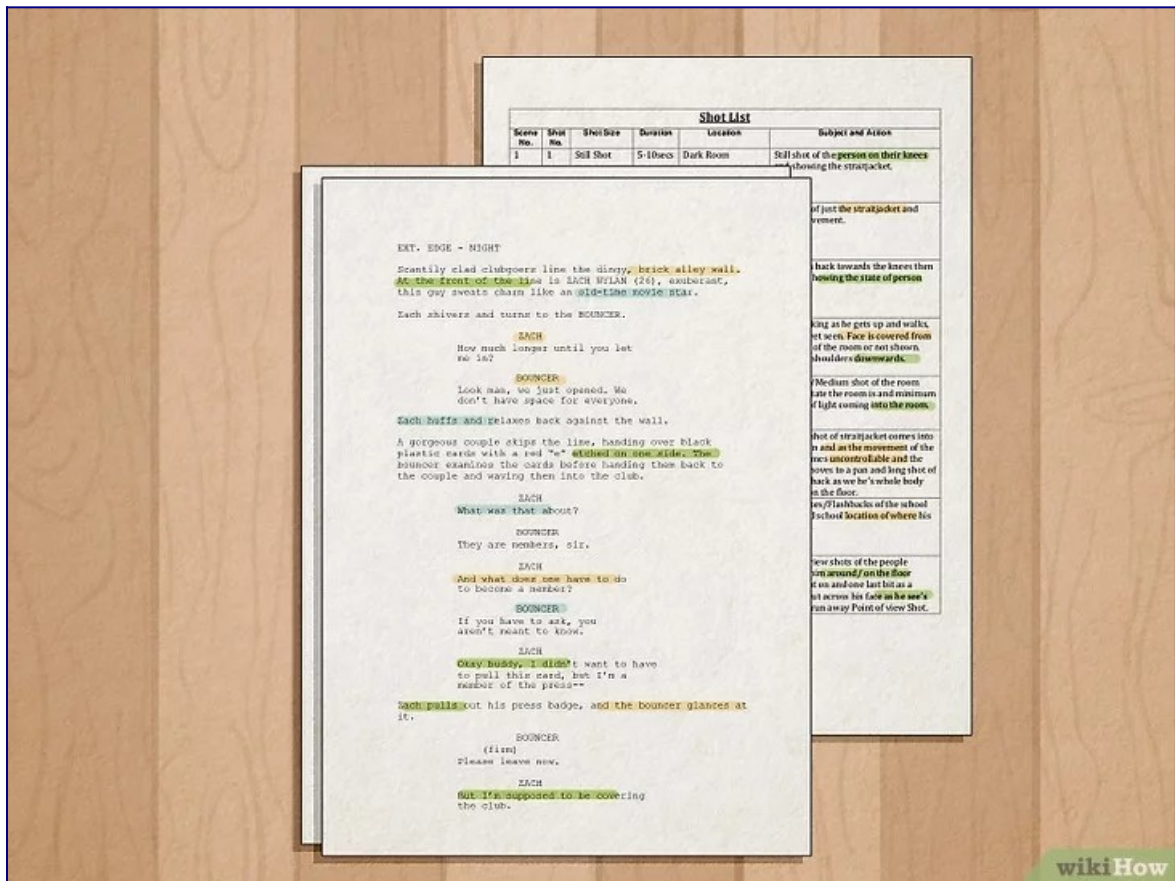 Shot List
Scene No. Shot No. Shot Size Duration Location Subject and Action
1 1 Still Shot 5-10secs Dark Room Still shot of the person on their knees
showing the straitjacket.
of just the straitjacket and
back towards the knees then
howing the state of person
king as he gets up and walks,
et seen. Face is covered from
of the room or not shown.
shoulders downwards.
/Medium shot of the room
tate the room is and minimum
f light coming into the room.
hot of straitjacket comes into
n and as the movement of the
mes uncontrollable and the
oves to a pan and long shot of
back as we he's whole body
n the floor.
es/Flashbacks of the school
school location of where his
iew shots of the people
im around/ on the floor
t on and one last bit as a
ut across his face as he see's
run away Point of view Shot.
EXT. EDGE - NIGHT
Scantily clad clubgoers line the dingy, brick alley wall.
At the front of the line is ZACH NYLAN (26), exuberant,
this guy sweats charm like an old-time movie star.
Zach shivers and turns to the BOUNCER.
ZACH
How much longer until you let
me in?
BOUNCER
Look man, we just opened. We
don't have space for everyone.
Zach huffs and relaxes back against the wall.
A gorgeous couple skips the line, handing over black
plastic cards with a red "e" etched on one side. The
bouncer examines the cards before handing them back to
the couple and waving them into the club.
ZACH
What was that about?
BOUNCER
They are members, sir.
ZACH
And what does one have to do
to become a member?
BOUNCER
If you have to ask, you
aren't meant to know.
ZACH
Okay buddy, I didn't want to have
to pull this card, but I'm a
member of the press--
Zach pulls out his press badge, and the bouncer glances at
it.
BOUNCER
(firm)
Please leave now.
ZACH
But I'm supposed to be covering
the club.
wikiHow